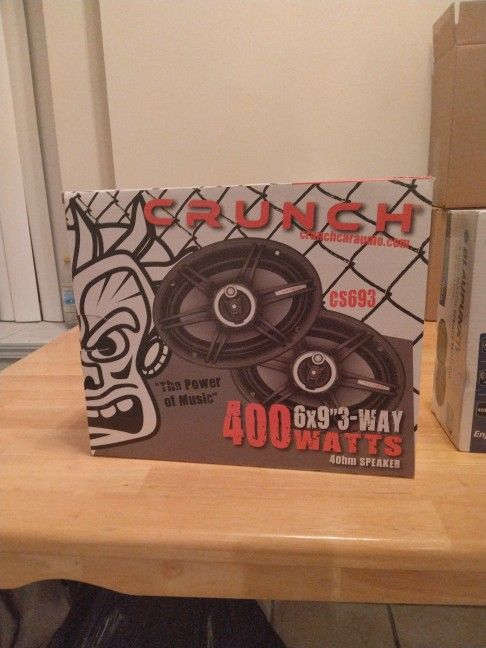 CRUNCH
crunchcaraudio.com
CS693
"The Power
of Music"
6x9"3-WAY
400 WATTS
4Ohm SPEAKER